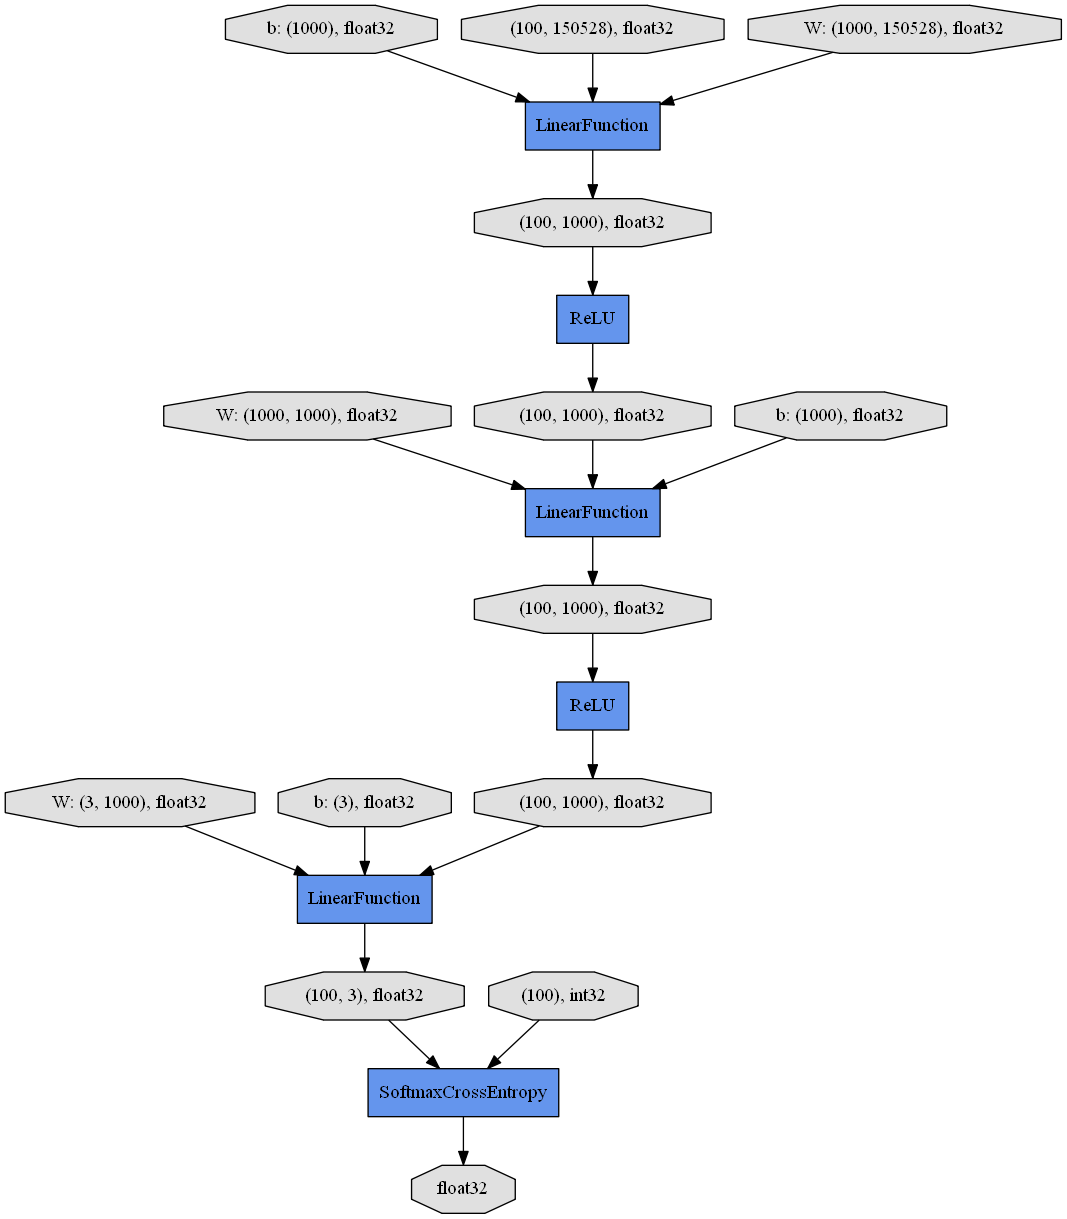 b: (1000), float32
(100, 150528), float32
W: (1000, 150528), float32
LinearFunction
(100, 1000), float32
ReLU
W: (1000, 1000), float32
(100, 1000), float32
b: (1000), float32
LinearFunction
(100, 1000), float32
ReLU
W: (3, 1000), float32
b: (3), float32
(100, 1000), float32
LinearFunction
(100, 3), float32
(100), int32
SoftmaxCrossEntropy
float32